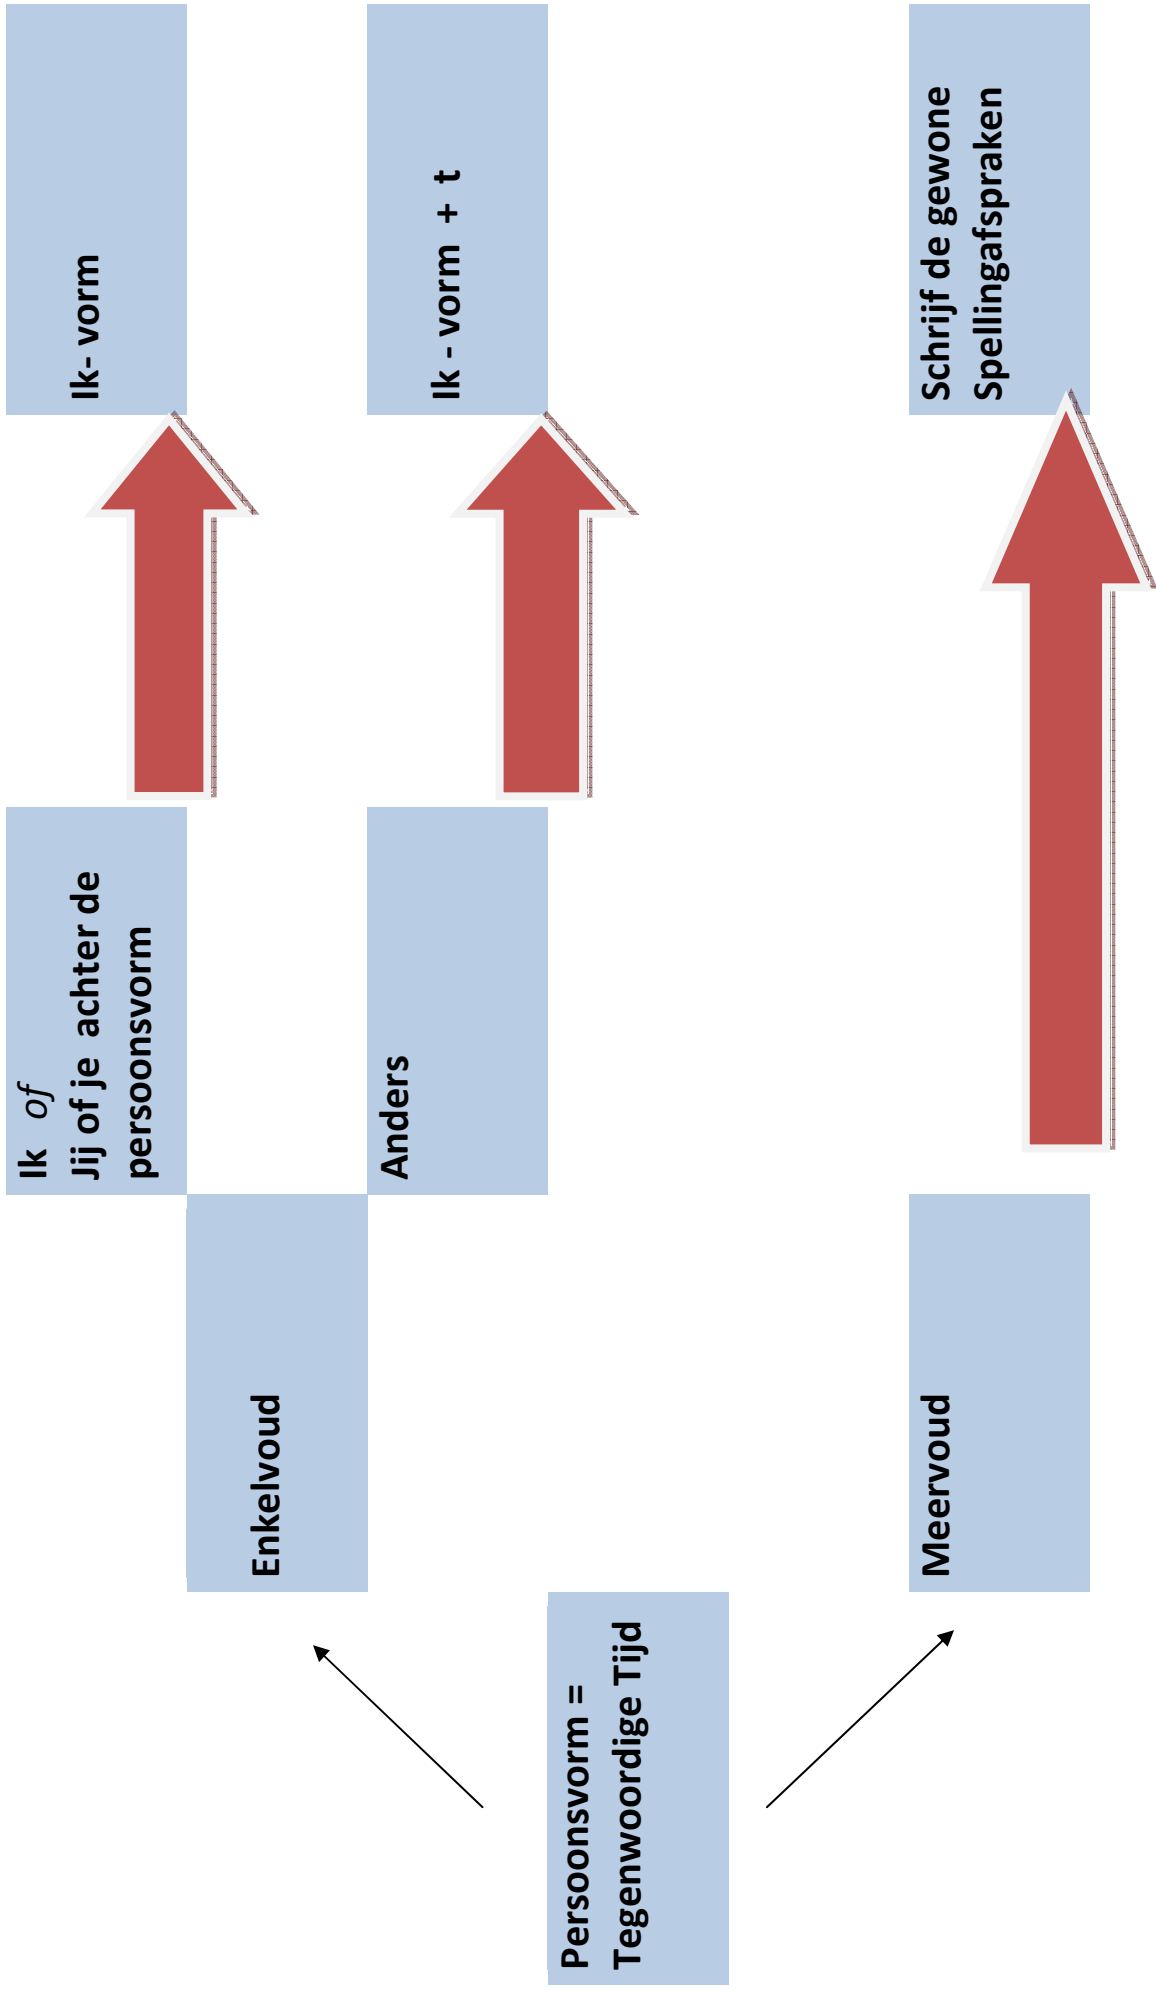 Persoonsvorm =
Tegenwoordige Tijd
Enkelvoud
Ik of
Jij of je achter de
persoonsvorm
Ik- vorm
Anders
Ik - vorm + t
Meervoud
Schrijf de gewone
Spellingafspraken